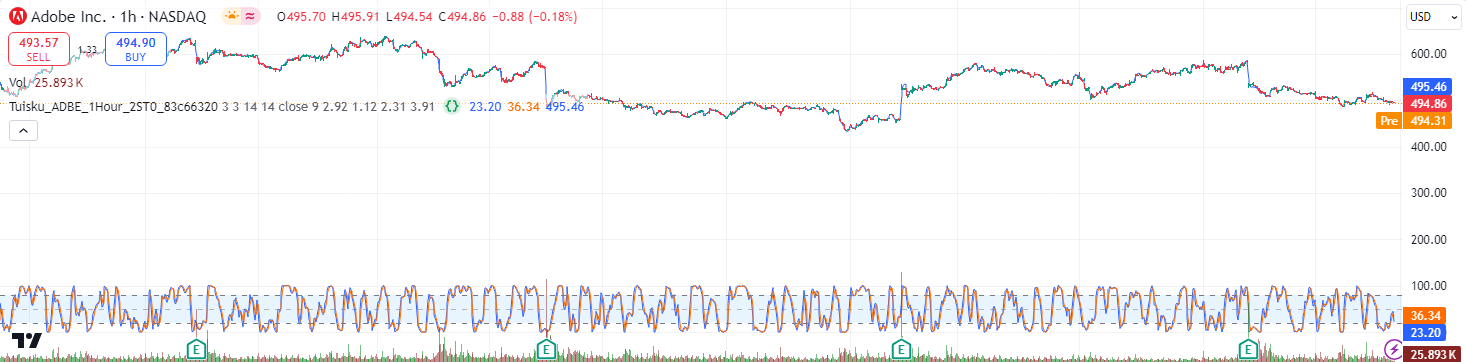 Adobe Inc. · 1h · NASDAQ O495.70 H495.91 L494.54 C494.86 −0.88 (−0.18%) USD
493.57 1.33 494.90
SELL BUY
Vol 25.893 K
Tuisku_ADBE_1Hour_2ST0_83c66320 3 3 14 14 close 9 2.92 1.12 2.31 3.91 {} 23.20 36.34 495.46
600.00
495.46
494.86
Pre 494.31
400.00
300.00
200.00
100.00
36.34
23.20
25.893 K
E E E E